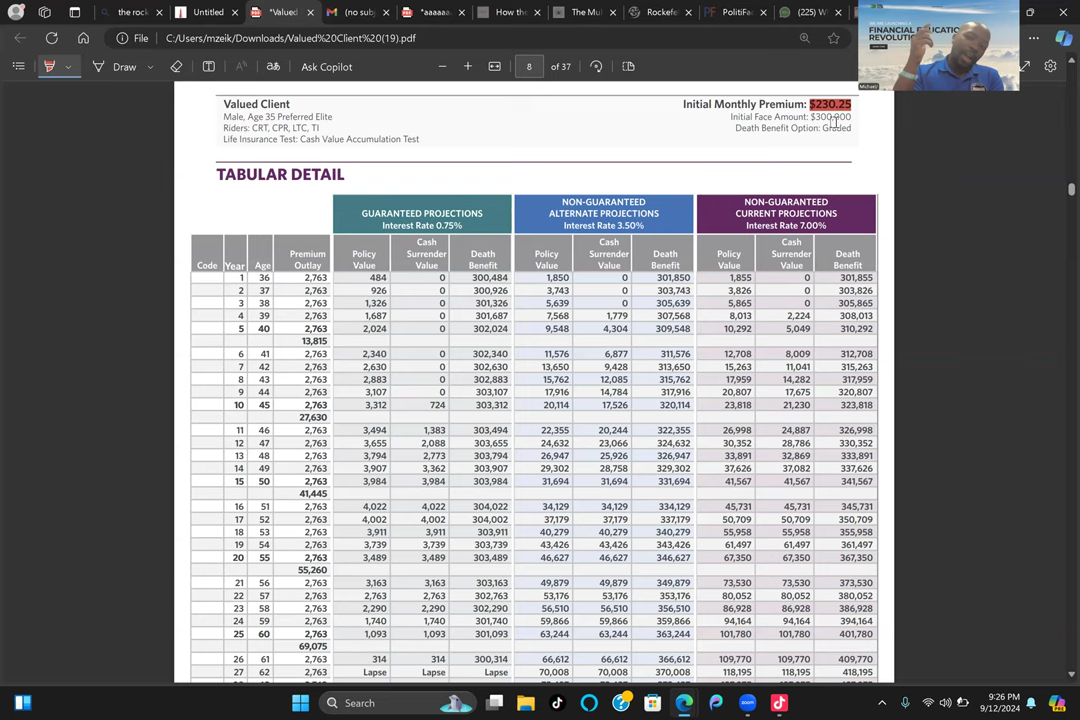 the rock
Untitled
*Valued
(no subj
*aaaaaa
How the
The Mul
Rockefe
PolitiFac
(225) W
File
C:/Users/mzeik/Downloads/Valued%20Client%20(19).pdf
Draw
Ask Copilot
8 of 37
FINANCIAL EDUCATIO
REVOLUTIO
Michael
Valued Client
Initial Monthly Premium: $230.25
Male, Age 35 Preferred Elite
Initial Face Amount: $300,000
Riders: CRT, CPR, LTC, TI
Death Benefit Option: Graded
Life Insurance Test: Cash Value Accumulation Test
TABULAR DETAIL
GUARANTEED PROJECTIONS
Interest Rate 0.75%
NON-GUARANTEED
ALTERNATE PROJECTIONS
Interest Rate 3.50%
NON-GUARANTEED
CURRENT PROJECTIONS
Interest Rate 7.00%
Code Year Age Premium Outlay Policy Value Cash Surrender Value Death Benefit Policy Value Cash Surrender Value Death Benefit Policy Value Cash Surrender Value Death Benefit
1 36 2,763 484 0 300,484 1,850 0 301,850 1,855 0 301,855
2 37 2,763 926 0 300,926 3,743 0 303,743 3,826 0 303,826
3 38 2,763 1,326 0 301,326 5,639 0 305,639 5,865 0 305,865
4 39 2,763 1,687 0 301,687 7,568 1,779 307,568 8,013 2,224 308,013
5 40 2,763 2,024 0 302,024 9,548 4,304 309,548 10,292 5,049 310,292
13,815
6 41 2,763 2,340 0 302,340 11,576 6,877 311,576 12,708 8,009 312,708
7 42 2,763 2,630 0 302,630 13,650 9,428 313,650 15,263 11,041 315,263
8 43 2,763 2,883 0 302,883 15,762 12,085 315,762 17,959 14,282 317,959
9 44 2,763 3,107 0 303,107 17,916 14,784 317,916 20,807 17,675 320,807
10 45 2,763 3,312 724 303,312 20,114 17,526 320,114 23,818 21,230 323,818
27,630
11 46 2,763 3,494 1,383 303,494 22,355 20,244 322,355 26,998 24,887 326,998
12 47 2,763 3,655 2,088 303,655 24,632 23,066 324,632 30,352 28,786 330,352
13 48 2,763 3,794 2,773 303,794 26,947 25,926 326,947 33,891 32,869 333,891
14 49 2,763 3,907 3,362 303,907 29,302 28,758 329,302 37,626 37,082 337,626
15 50 2,763 3,984 3,984 303,984 31,694 31,694 331,694 41,567 41,567 341,567
41,445
16 51 2,763 4,022 4,022 304,022 34,129 34,129 334,129 45,731 45,731 345,731
17 52 2,763 4,002 4,002 304,002 37,179 37,179 337,179 50,709 50,709 350,709
18 53 2,763 3,911 3,911 303,911 40,279 40,279 340,279 55,958 55,958 355,958
19 54 2,763 3,739 3,739 303,739 43,426 43,426 343,426 61,497 61,497 361,497
20 55 2,763 3,489 3,489 303,489 46,627 46,627 346,627 67,350 67,350 367,350
55,260
21 56 2,763 3,163 3,163 303,163 49,879 49,879 349,879 73,530 73,530 373,530
22 57 2,763 2,763 2,763 302,763 53,176 53,176 353,176 80,052 80,052 380,052
23 58 2,763 2,290 2,290 302,290 56,510 56,510 356,510 86,928 86,928 386,928
24 59 2,763 1,740 1,740 301,740 59,866 59,866 359,866 94,164 94,164 394,164
25 60 2,763 1,093 1,093 301,093 63,244 63,244 363,244 101,780 101,780 401,780
69,075
26 61 2,763 314 314 300,314 66,612 66,612 366,612 109,770 109,770 409,770
27 62 2,763 Lapse Lapse Lapse 70,008 70,008 370,008 118,195 118,195 418,195
Search
9:26 PM
9/12/2024